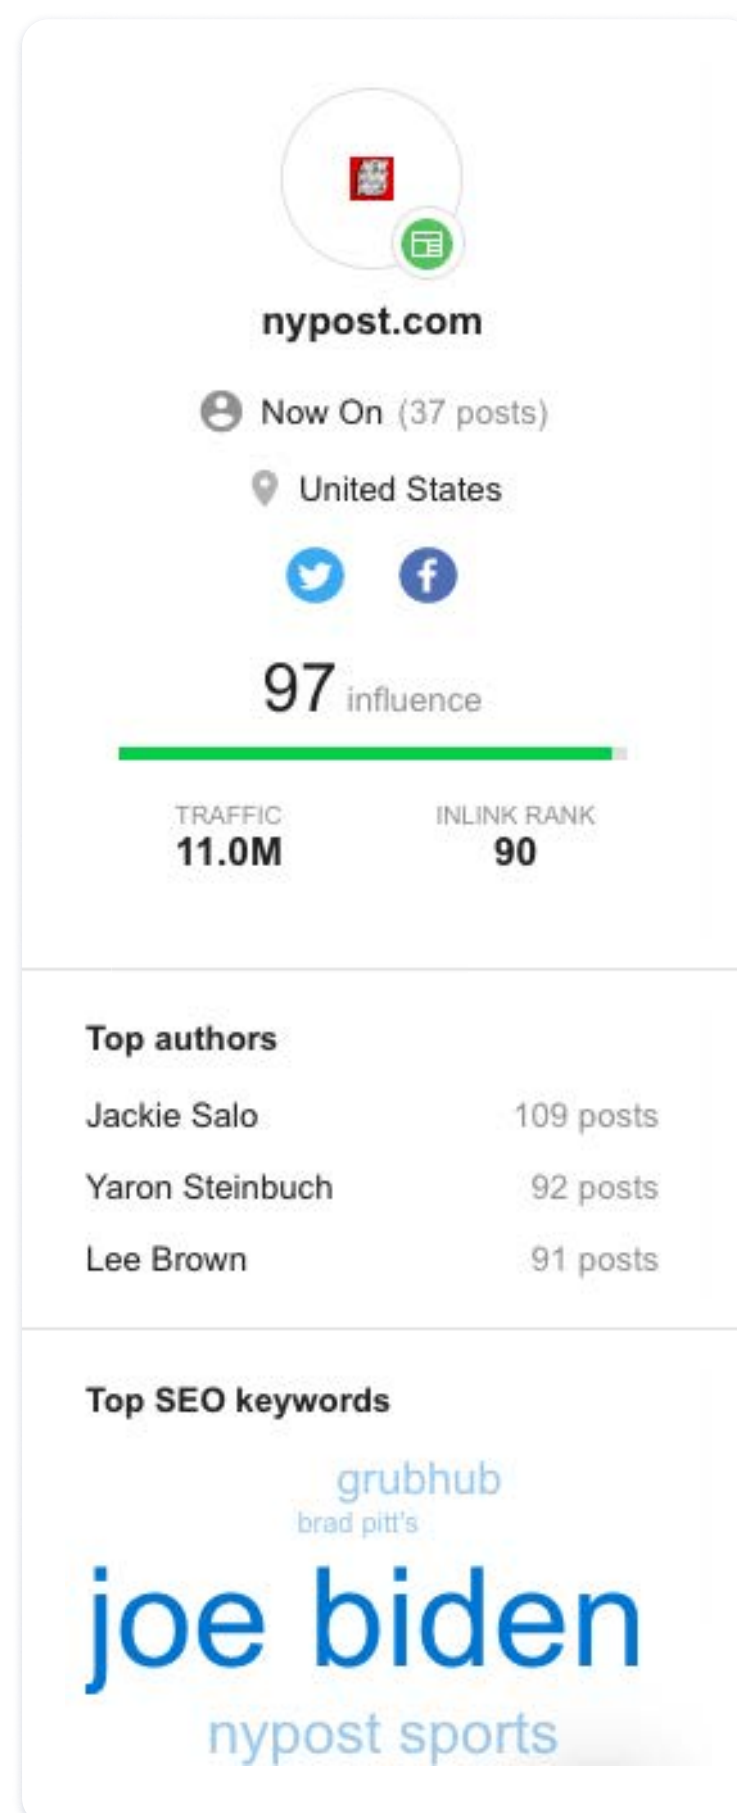 nypost.com
Now On (37 posts)
United States
97 influence
TRAFFIC INLINK RANK
11.0M 90
Top authors
Jackie Salo 109 posts
Yaron Steinbuch 92 posts
Lee Brown 91 posts
Top SEO keywords
grubhub
brad pitt's
joe biden
nypost sports